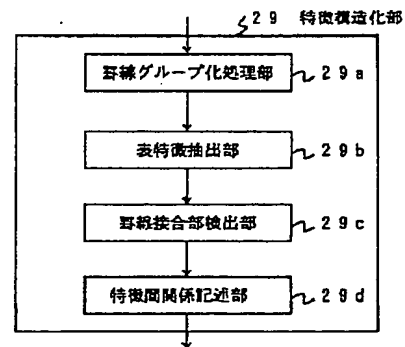 29 特徴構造化部
罫線グループ化処理部 29a
表特徴抽出部 29b
罫線接合部検出部 29c
特徴間関係記述部 29d